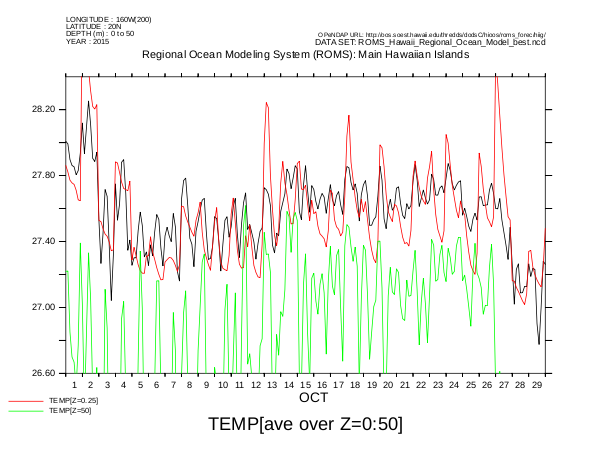 LONGITUDE : 160W(200)
LATITUDE : 20N
DEPTH (m) : 0 to 50
YEAR : 2015
OPeNDAP URL: http://oos.soest.hawaii.edu/thredds/dodsC/hioos/roms_forec/hiig/
DATA SET: ROMS_Hawaii_Regional_Ocean_Model_best.ncd
Regional Ocean Modeling System (ROMS): Main Hawaiian Islands
28.20
27.80
27.40
27.00
26.60
1 2 3 4 5 6 7 8 9 10 11 12 13 14 15 16 17 18 19 20 21 22 23 24 25 26 27 28 29
OCT
TEMP[Z=0.25]
TEMP[Z=50]
TEMP[ave over Z=0:50]